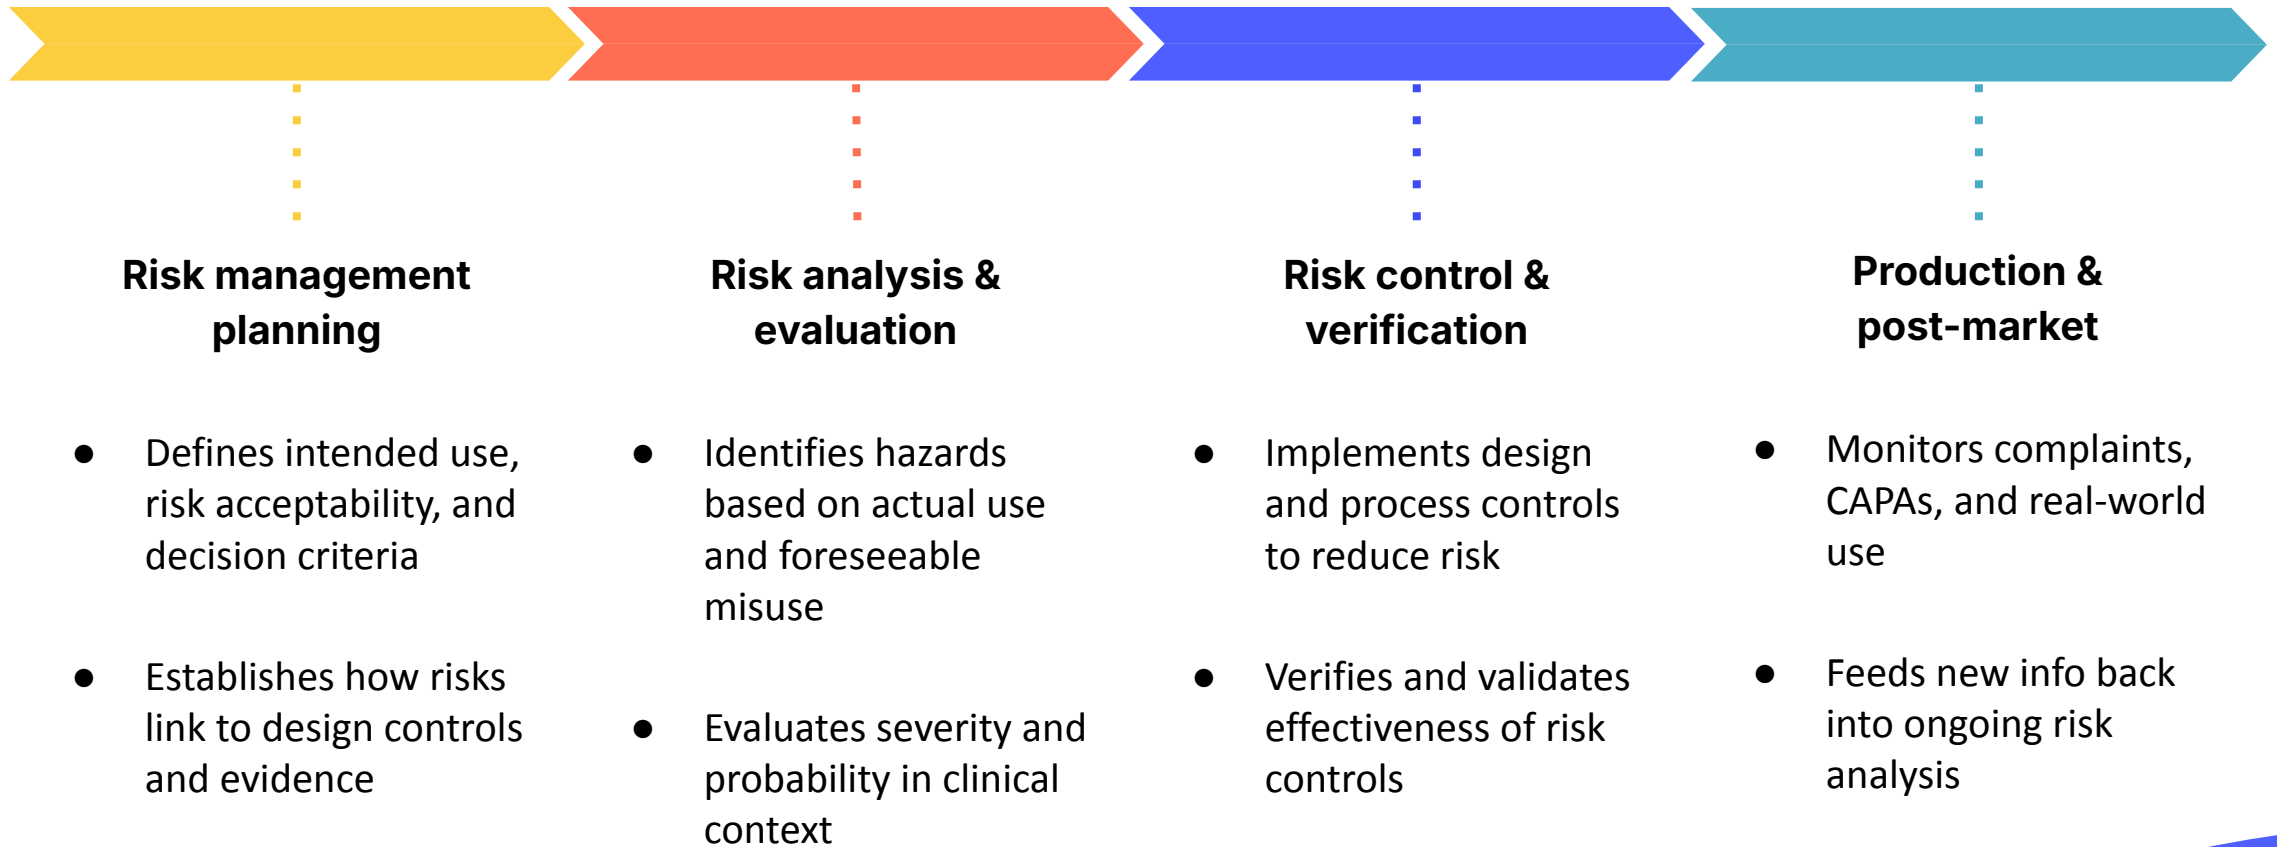 Risk management
planning
● Defines intended use,
risk acceptability, and
decision criteria
● Establishes how risks
link to design controls
and evidence
Risk analysis &
evaluation
● Identifies hazards
based on actual use
and foreseeable
misuse
● Evaluates severity and
probability in clinical
context
Risk control &
verification
● Implements design
and process controls
to reduce risk
● Verifies and validates
effectiveness of risk
controls
Production &
post-market
● Monitors complaints,
CAPAs, and real-world
use
● Feeds new info back
into ongoing risk
analysis